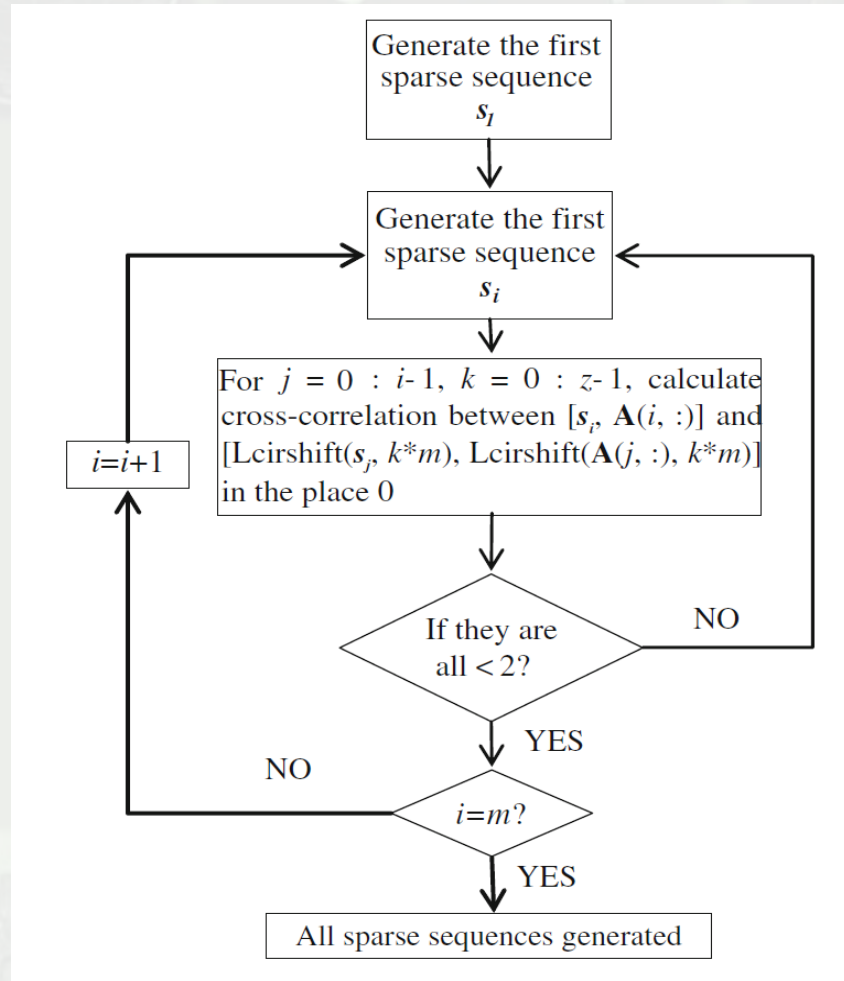 Generate the first
sparse sequence
s1
Generate the first
sparse sequence
si
For j = 0 : i- 1, k = 0 : z- 1, calculate
cross-correlation between [si, A(i, :)] and
[Lcirshift(sj, k*m), Lcirshift(A(j, :), k*m)]
in the place 0
i=i+1
If they are
all < 2?
NO
YES
NO
i=m?
YES
All sparse sequences generated